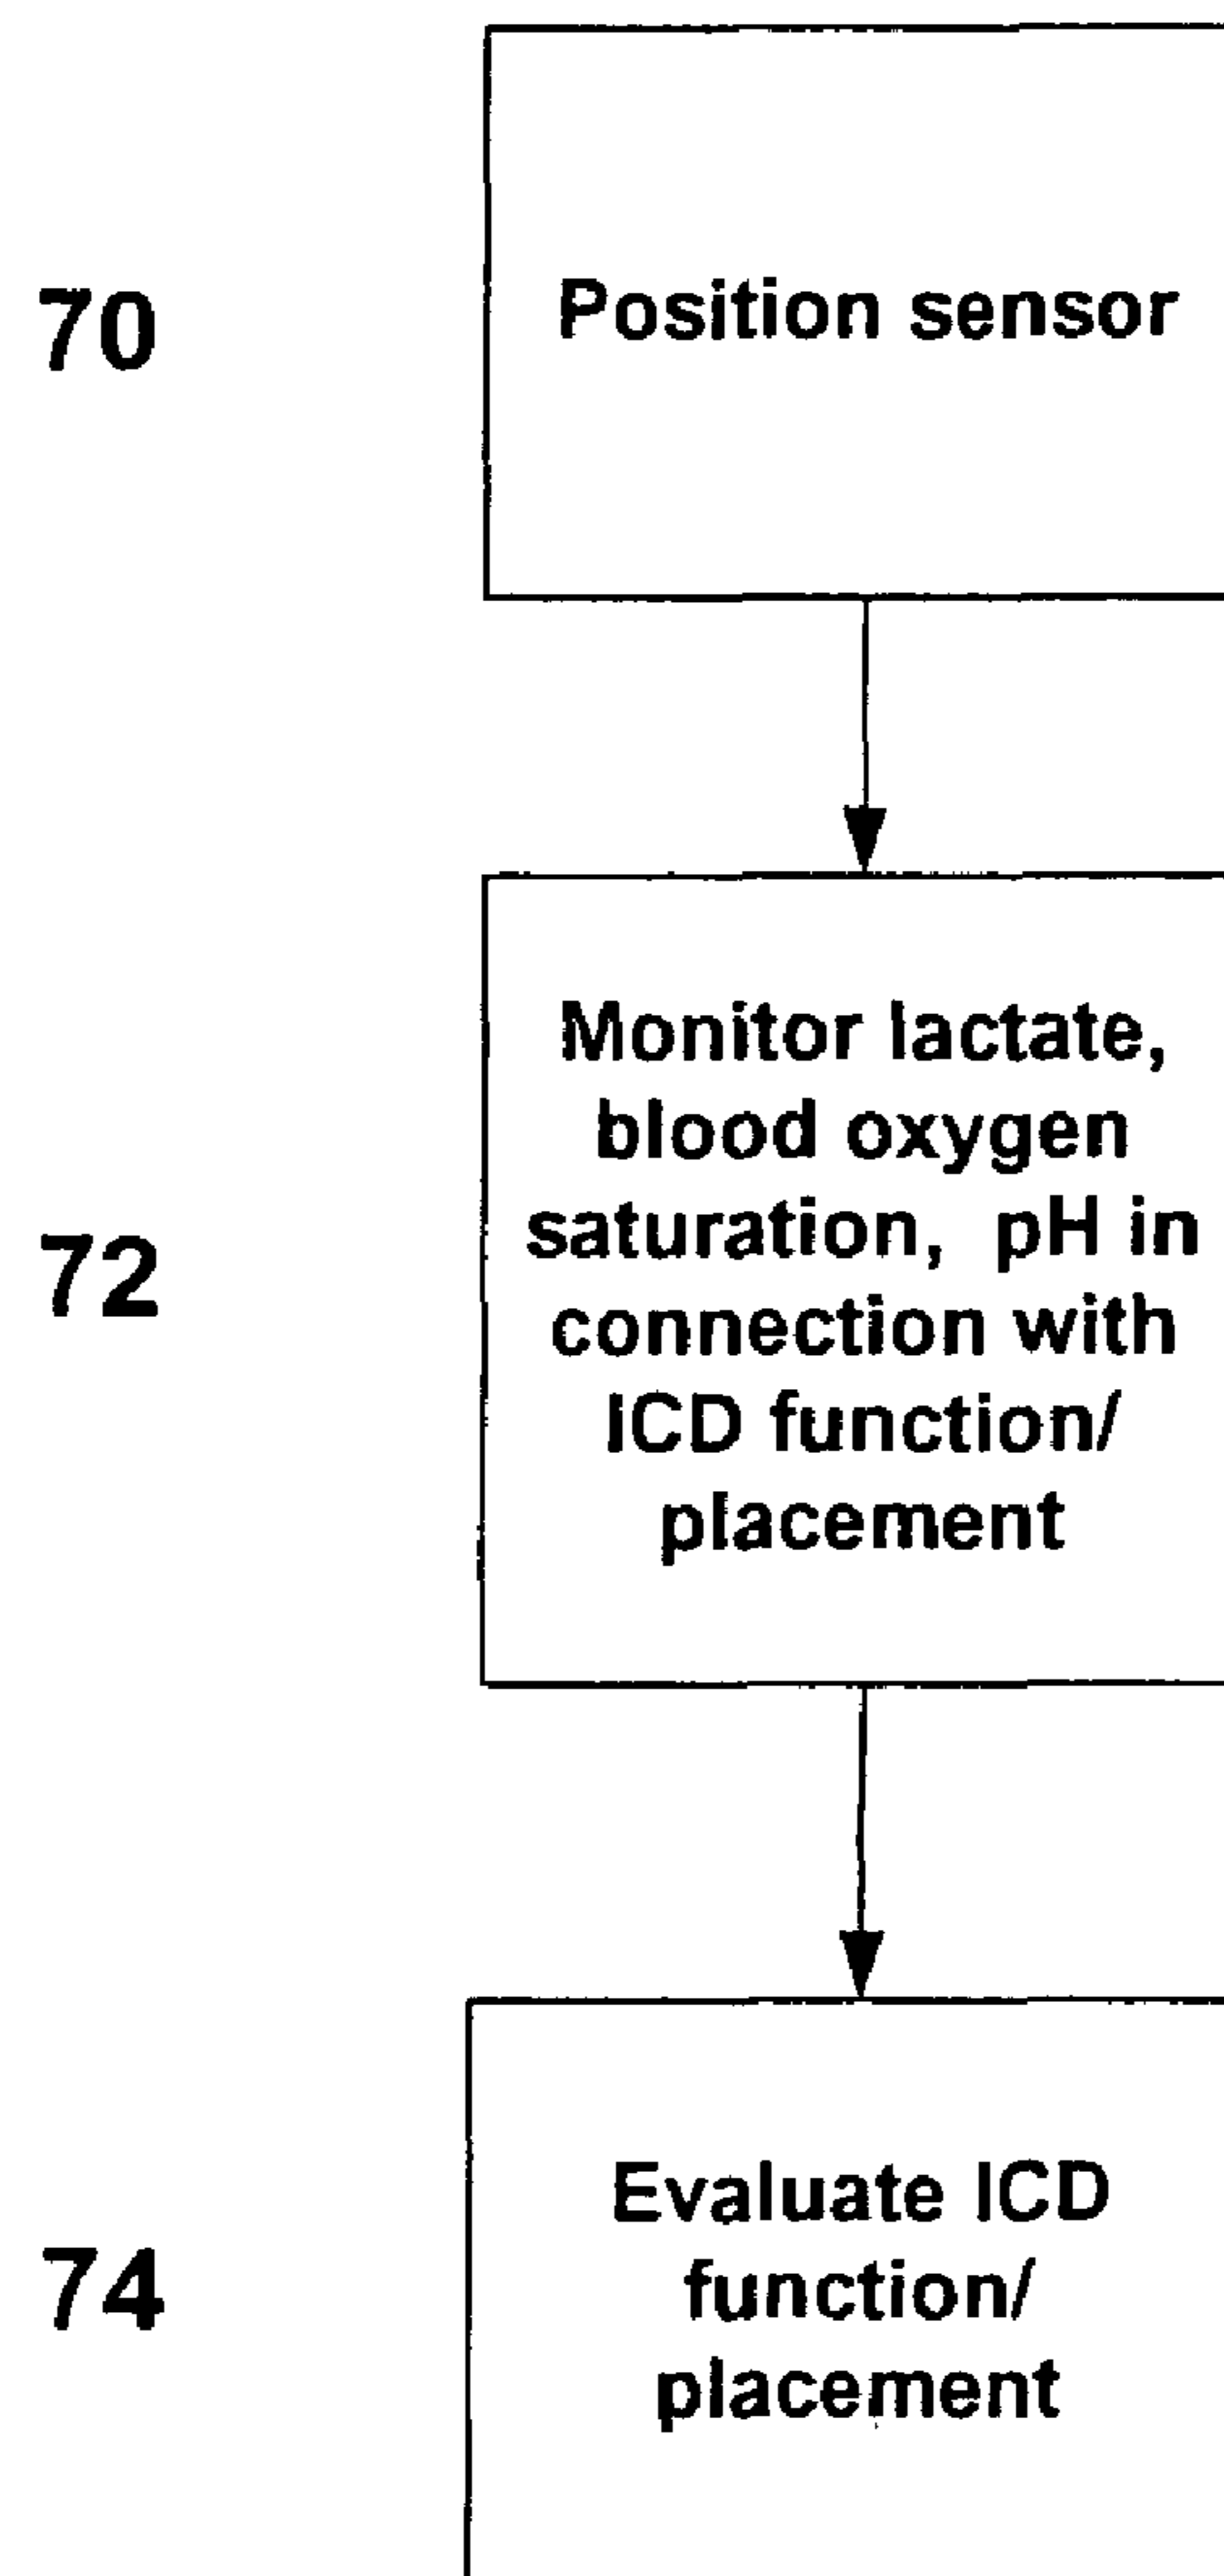 70
Position sensor
Monitor lactate,
blood oxygen
saturation, pH in
72
connection with
ICD function/
placement
Evaluate ICD
74
function/
placement